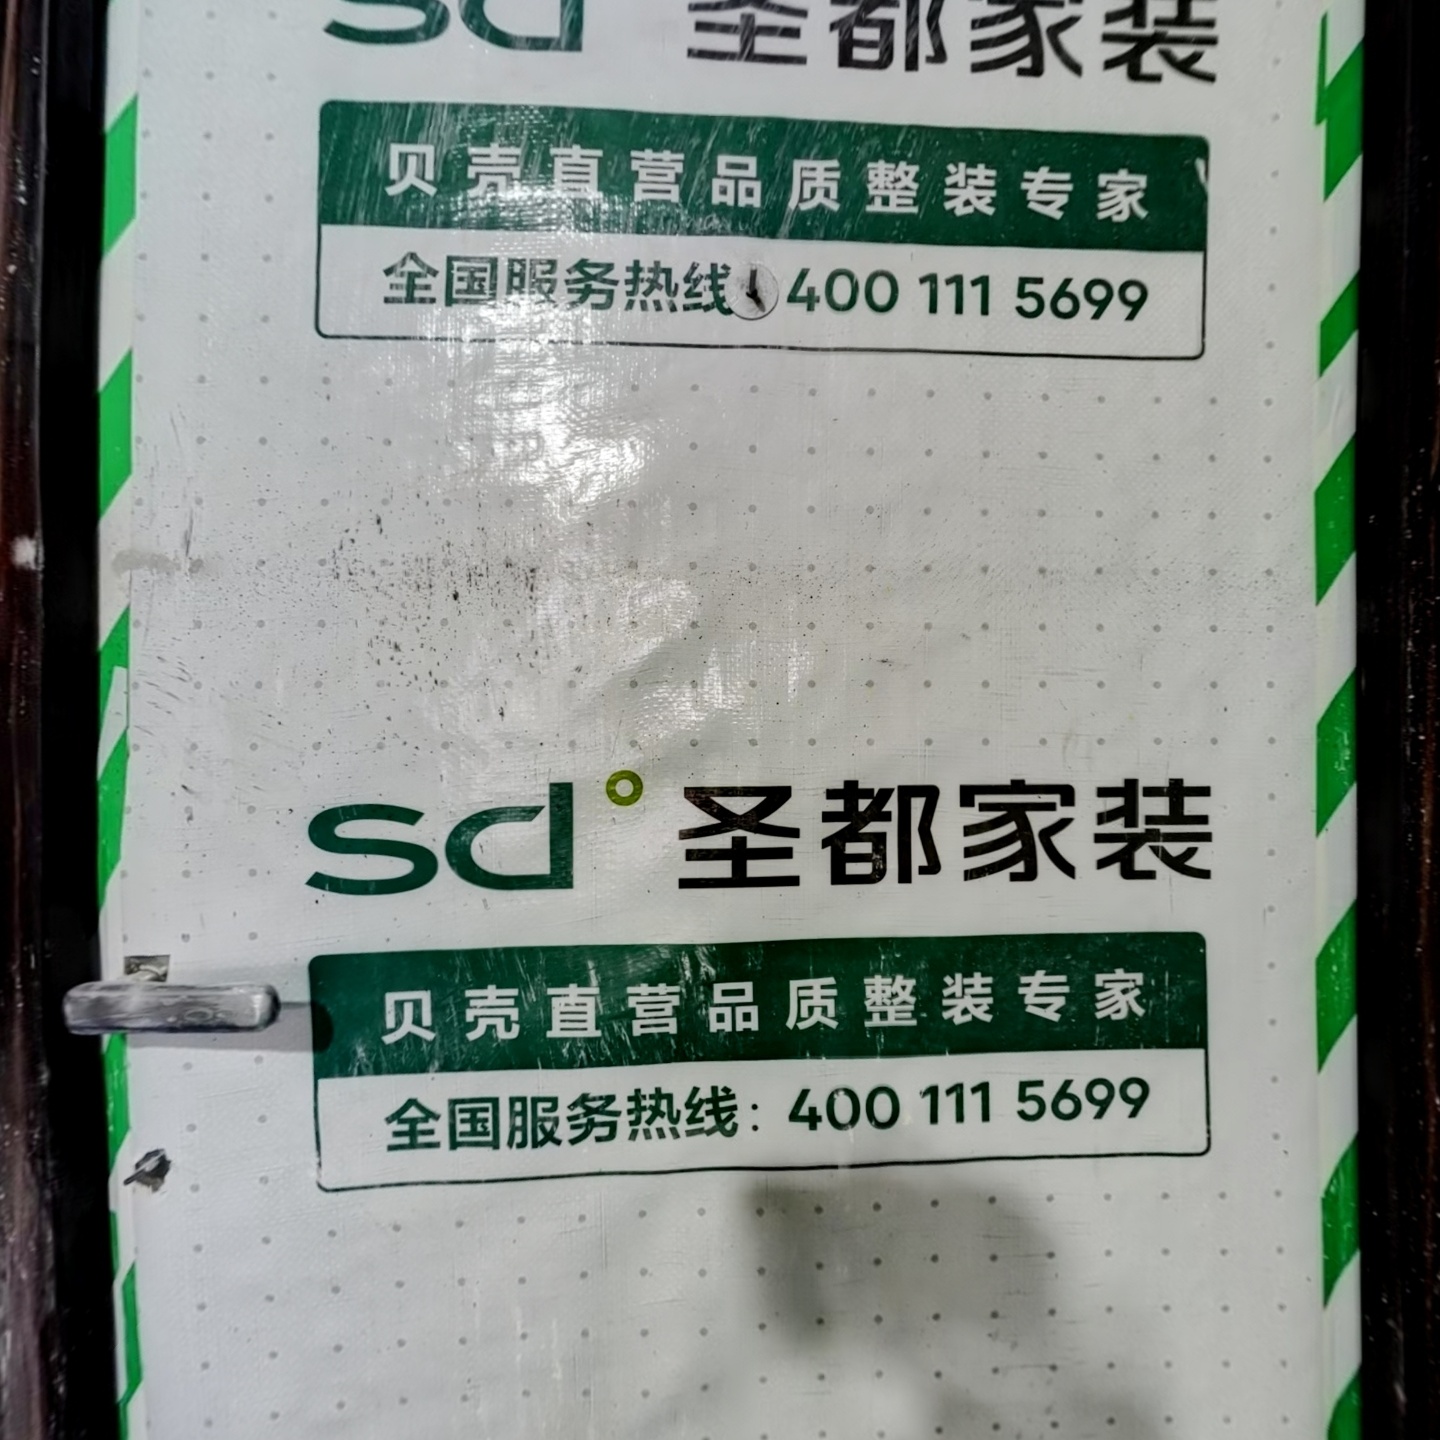 sd 圣都家装
贝壳直营品质整装专家
全国服务热线 400 111 5699
sd° 圣都家装
贝壳直营品质整装专家
全国服务热线：400 111 5699